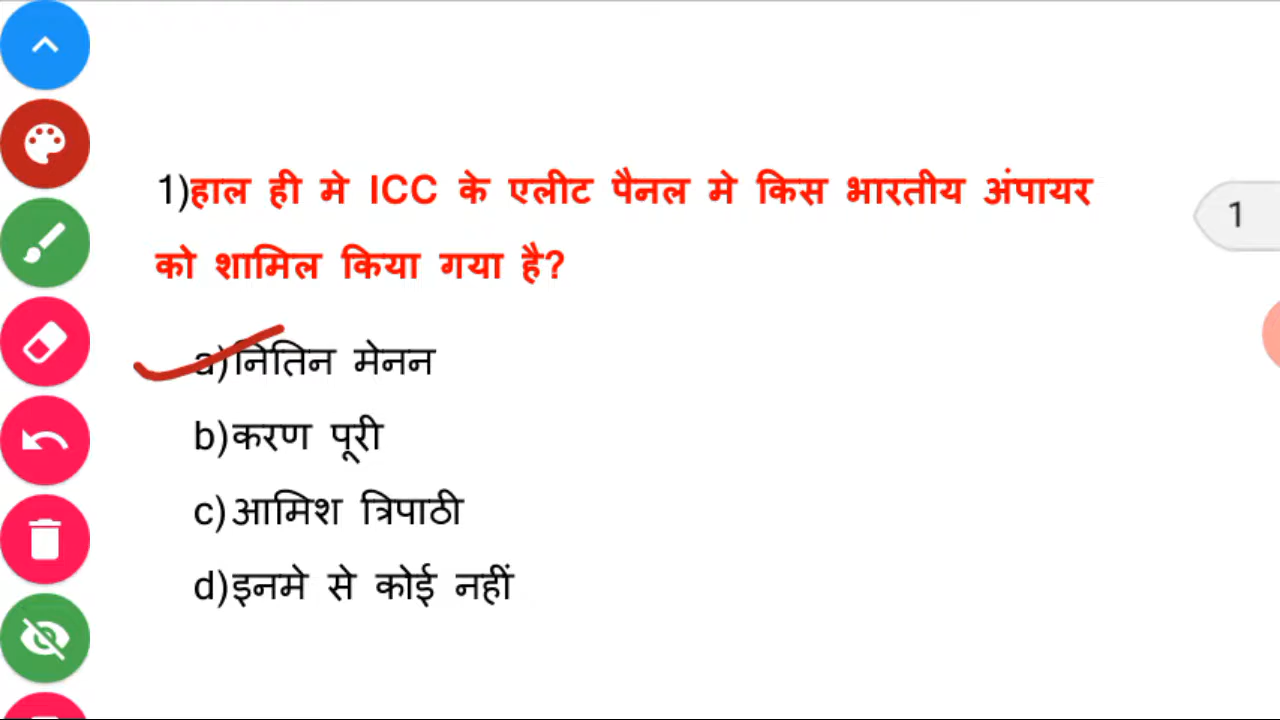 1)हाल ही मे ICC के एलीट पैनल मे किस भारतीय अंपायर
को शामिल किया गया है?
a)नितिन मेनन
b)करण पूरी
c)आमिश त्रिपाठी
d)इनमे से कोई नहीं
1